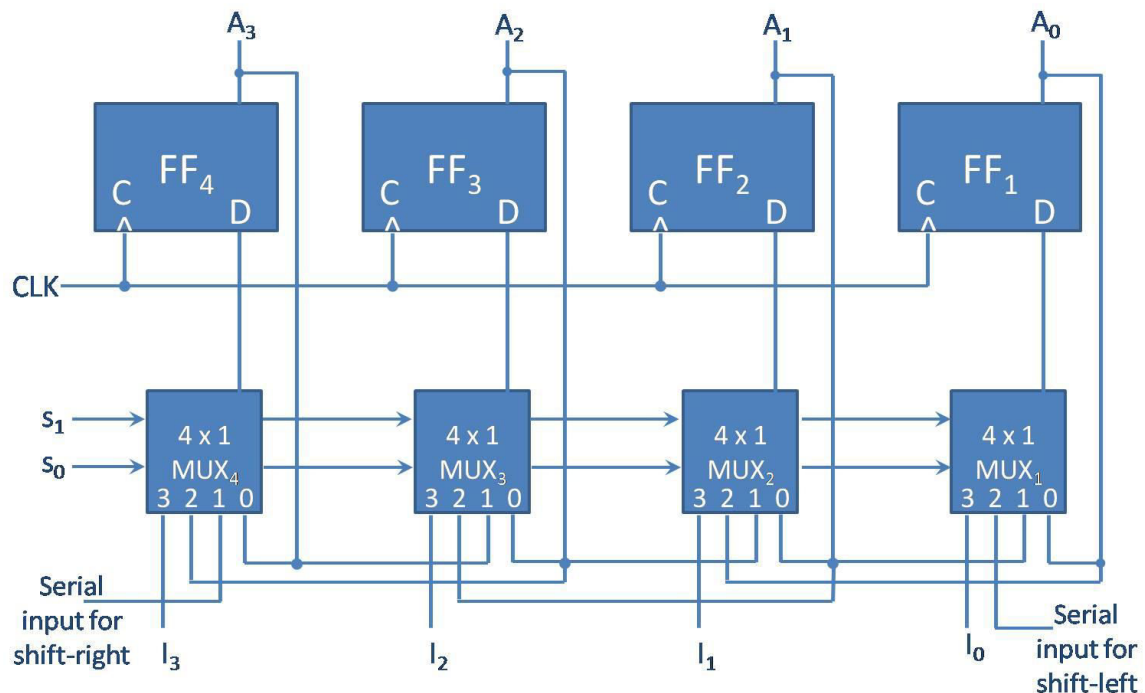 A₃ A₂ A₁ A₀
FF₄ FF₃ FF₂ FF₁
C D C D C D C D
CLK
s₁
s₀
4 x 1 4 x 1 4 x 1 4 x 1
MUX₄ MUX₃ MUX₂ MUX₁
3 2 1 0 3 2 1 0 3 2 1 0 3 2 1 0
Serial
input for
shift-right
I₃ I₂ I₁ I₀
Serial
input for
shift-left